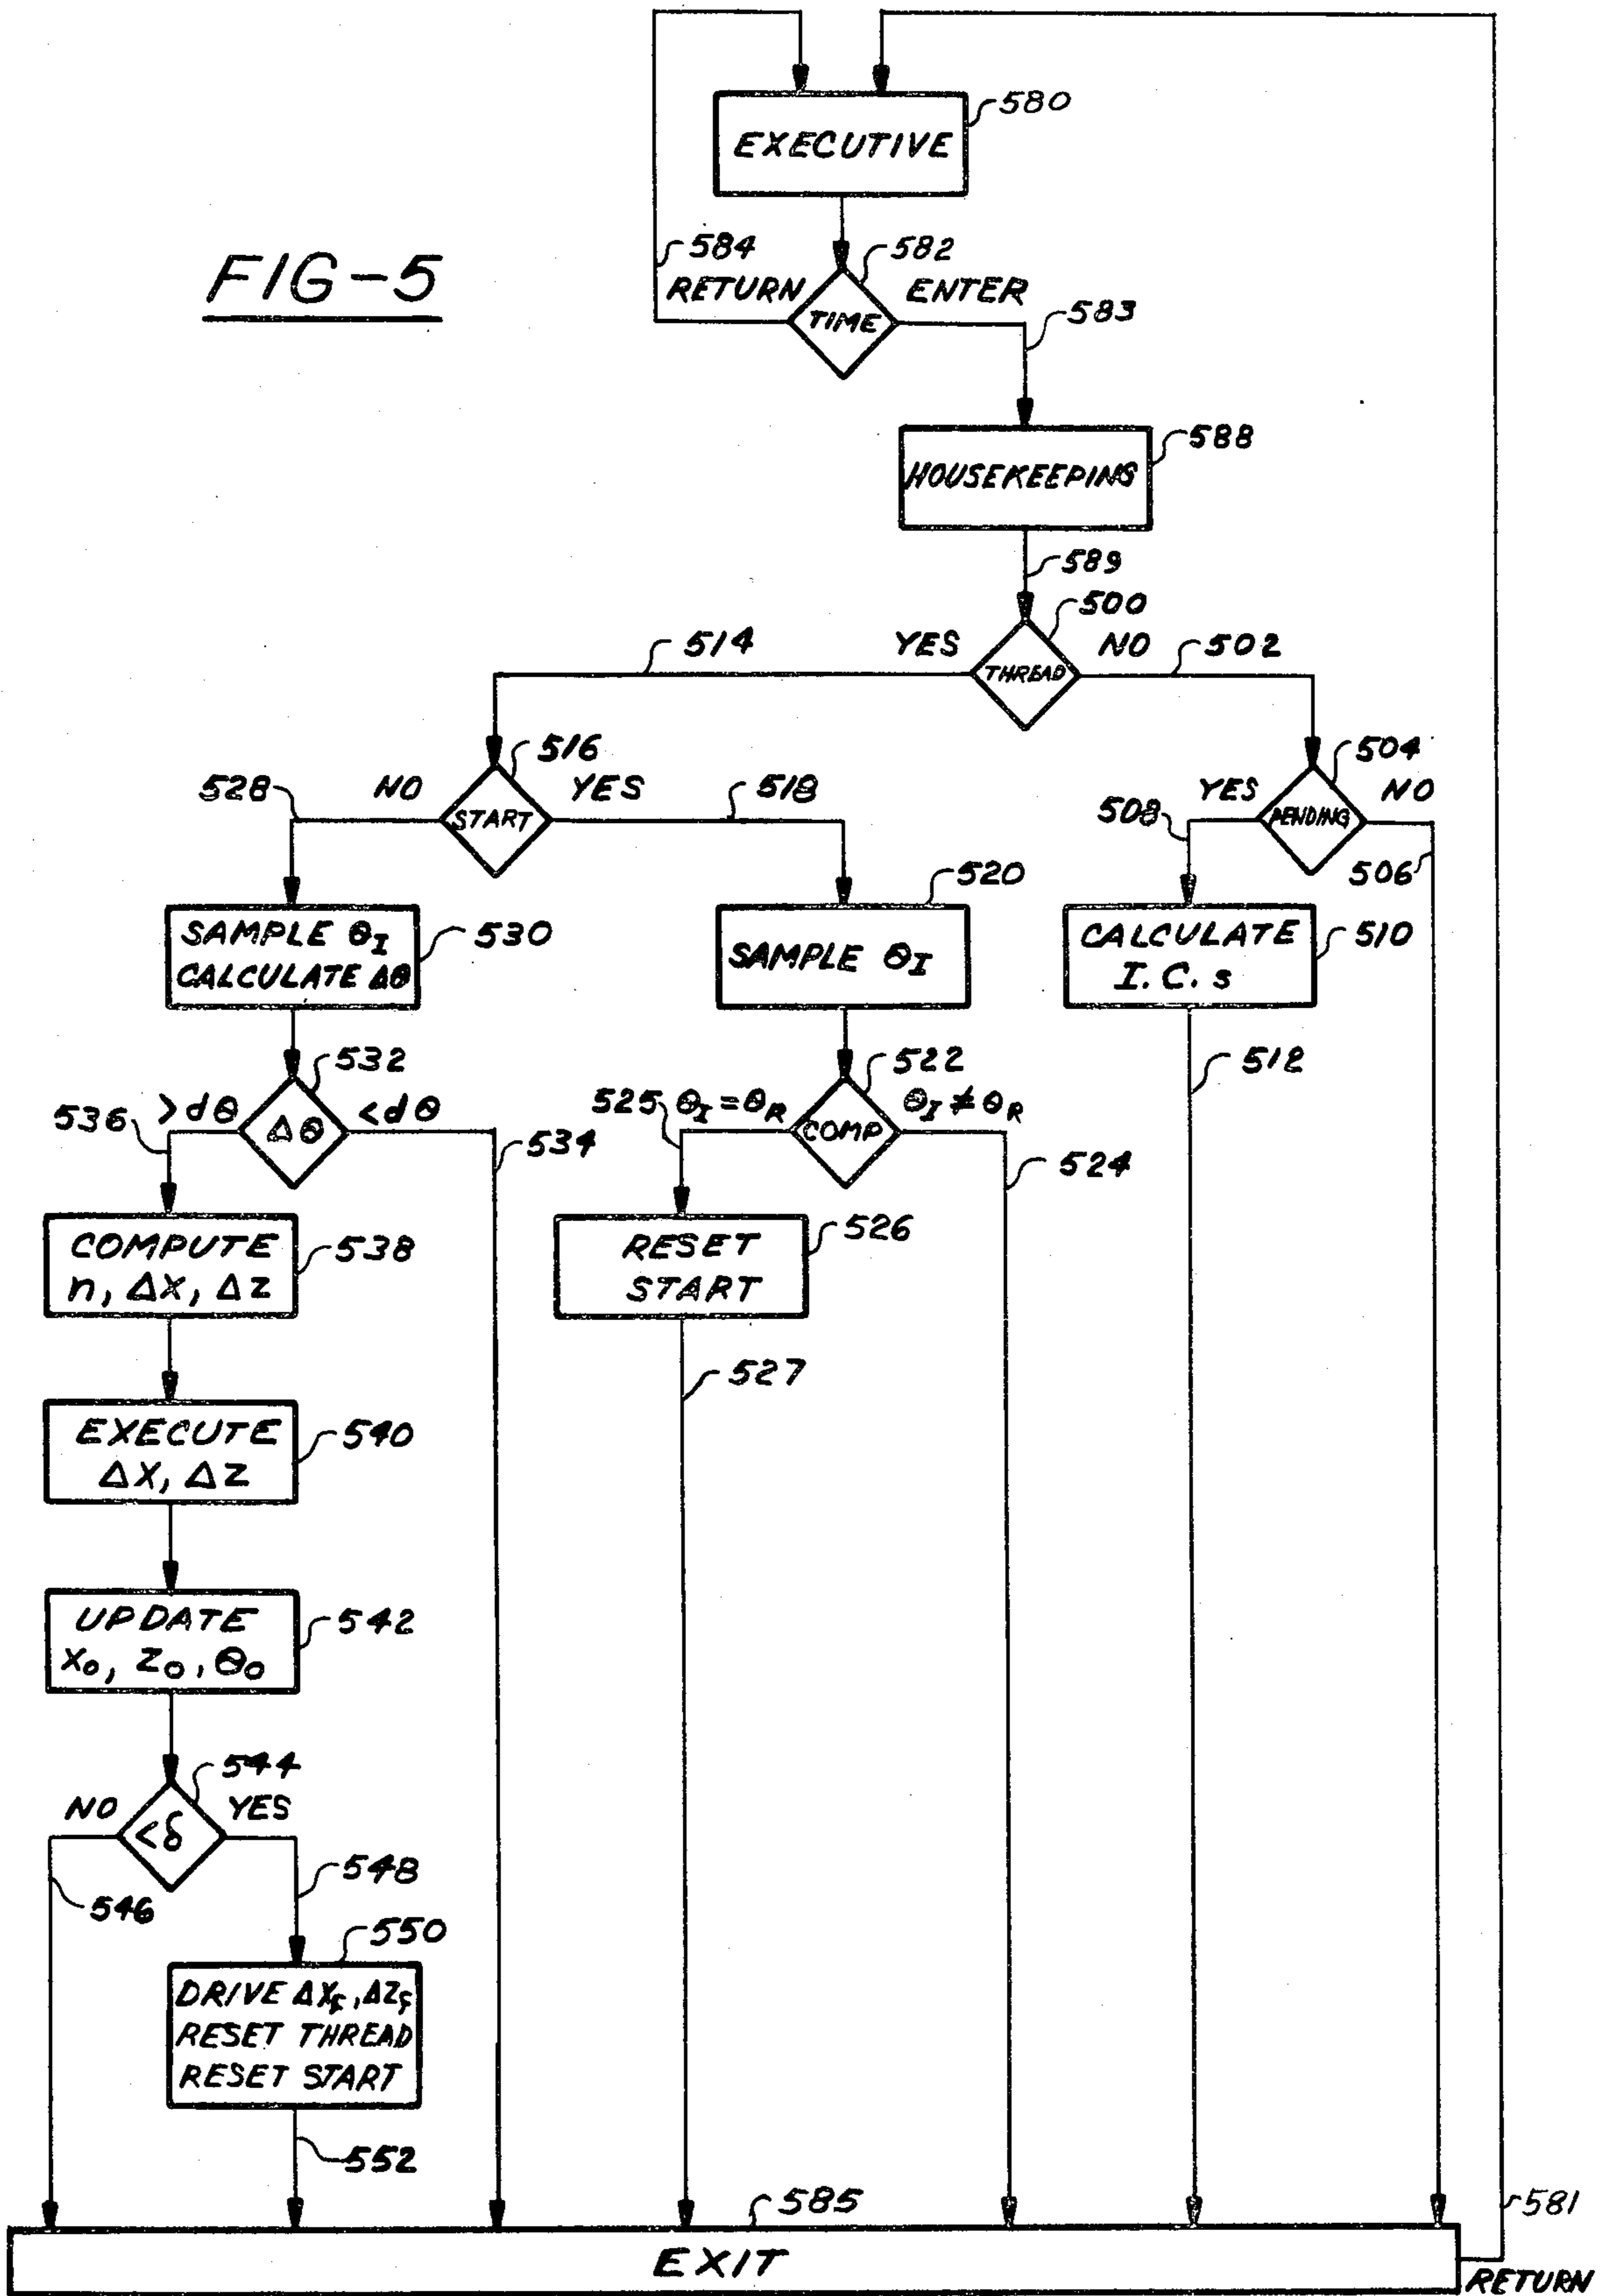 FIG-5
580
EXECUTIVE
584
582
RETURN
ENTER
TIME
583
588
HOUSEKEEPING
589
500
514
YES
NO
502
THREAD
516
504
528
NO
YES
518
YES
NO
START
508
PENDING
506
520
SAMPLE θI
CALCULATE Δθ
530
SAMPLE θI
CALCULATE
I.C.s
510
532
522
512
536
>dθ
<dθ
Δθ
534
525
θI=θR
θI≠θR
COMP
524
COMPUTE
n, ΔX, ΔZ
538
RESET
START
526
527
EXECUTE
ΔX, ΔZ
540
UPDATE
X0, Z0, θ0
542
544
NO
YES
<δ
548
546
550
DRIVE ΔXf, ΔZf
RESET THREAD
RESET START
552
585
581
EXIT
RETURN